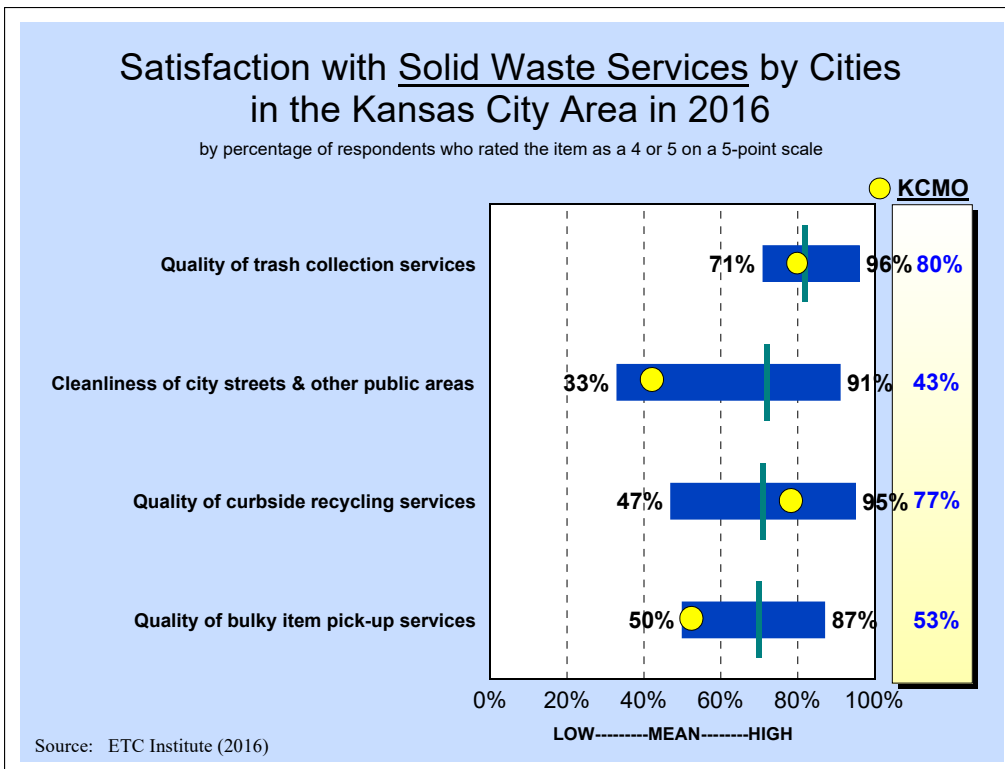 Satisfaction with Solid Waste Services by Cities
in the Kansas City Area in 2016
by percentage of respondents who rated the item as a 4 or 5 on a 5-point scale
KCMO
Quality of trash collection services 71% 96% 80%
Cleanliness of city streets & other public areas 33% 91% 43%
Quality of curbside recycling services 47% 95% 77%
Quality of bulky item pick-up services 50% 87% 53%
0% 20% 40% 60% 80% 100%
LOW---------MEAN--------HIGH
Source: ETC Institute (2016)